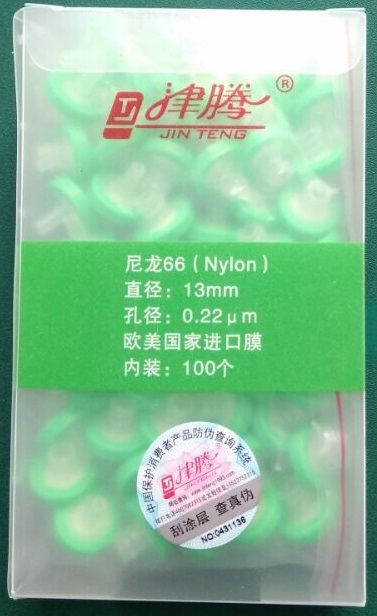 津腾®
JIN TENG
尼龙66（Nylon）
直径：13mm
孔径：0.22μm
欧美国家进口膜
内装：100个
中国保护消费者产品防伪查询系统
津腾
刮涂层 查真伪
NO:0431136